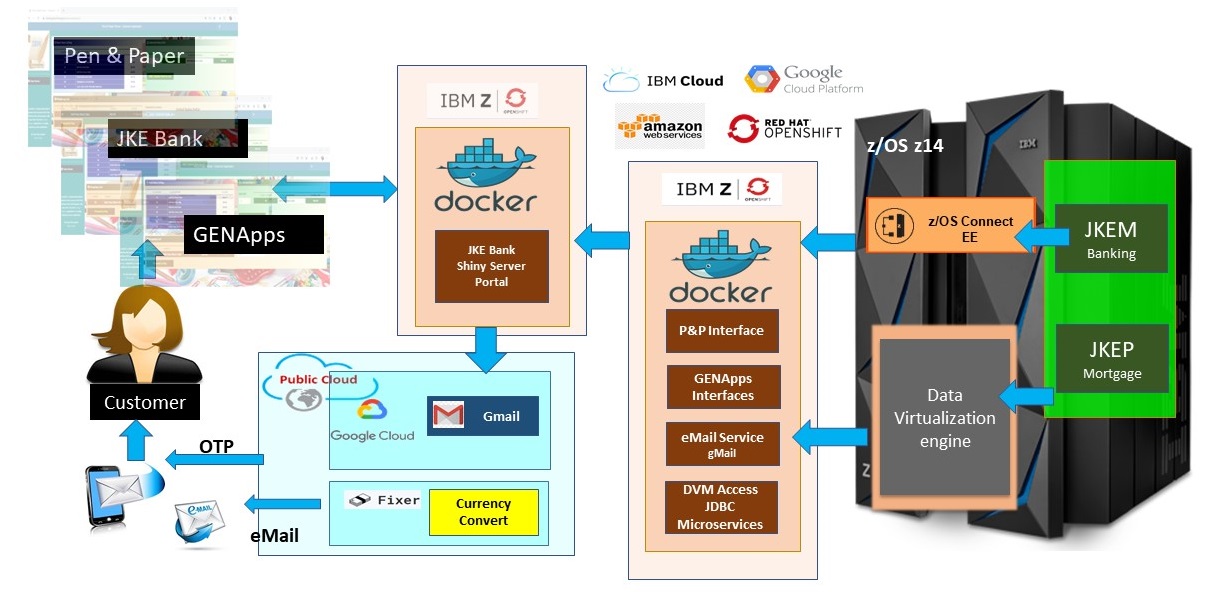 Pen & Paper
JKE Bank
GENApps
Customer
OTP
eMail
E-MAIL
IBM Z
OPENSHIFT
docker
JKE Bank
Shiny Server
Portal
Public Cloud
Google Cloud
Gmail
Fixer
Currency
Convert
IBM Cloud
Google
Cloud Platform
amazon
webservices
RED HAT
OPENSHIFT
IBM Z
OPENSHIFT
docker
P&P Interface
GENApps
Interfaces
eMail Service
gMail
DVM Access
JDBC
Microservices
z/OS z14
IBM
z/OS Connect
EE
JKEM
Banking
JKEP
Mortgage
Data
Virtualization
engine
Z